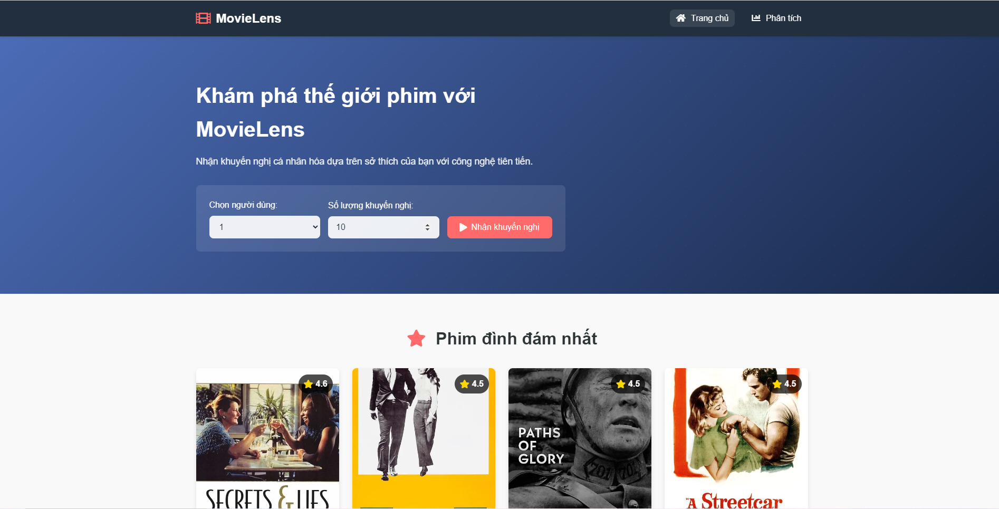 MovieLens
Trang chủ
Phân tích
Khám phá thế giới phim với
MovieLens
Nhận khuyến nghị cá nhân hóa dựa trên sở thích của bạn với công nghệ tiên tiến.
Chọn người dùng:
Số lượng khuyến nghị:
1
10
Nhận khuyến nghị
Phim đình đám nhất
4.6
4.5
4.5
4.5
PATHS
OF
GLORY
701 701
SECRETS & LIES
"A Streetcar